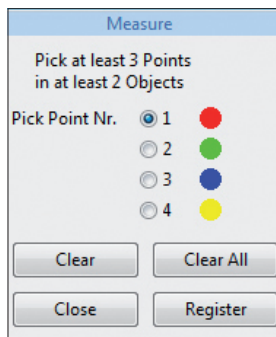 Measure
Pick at least 3 Points
in at least 2 Objects
Pick Point Nr. 1
2
3
4
Clear Clear All
Close Register